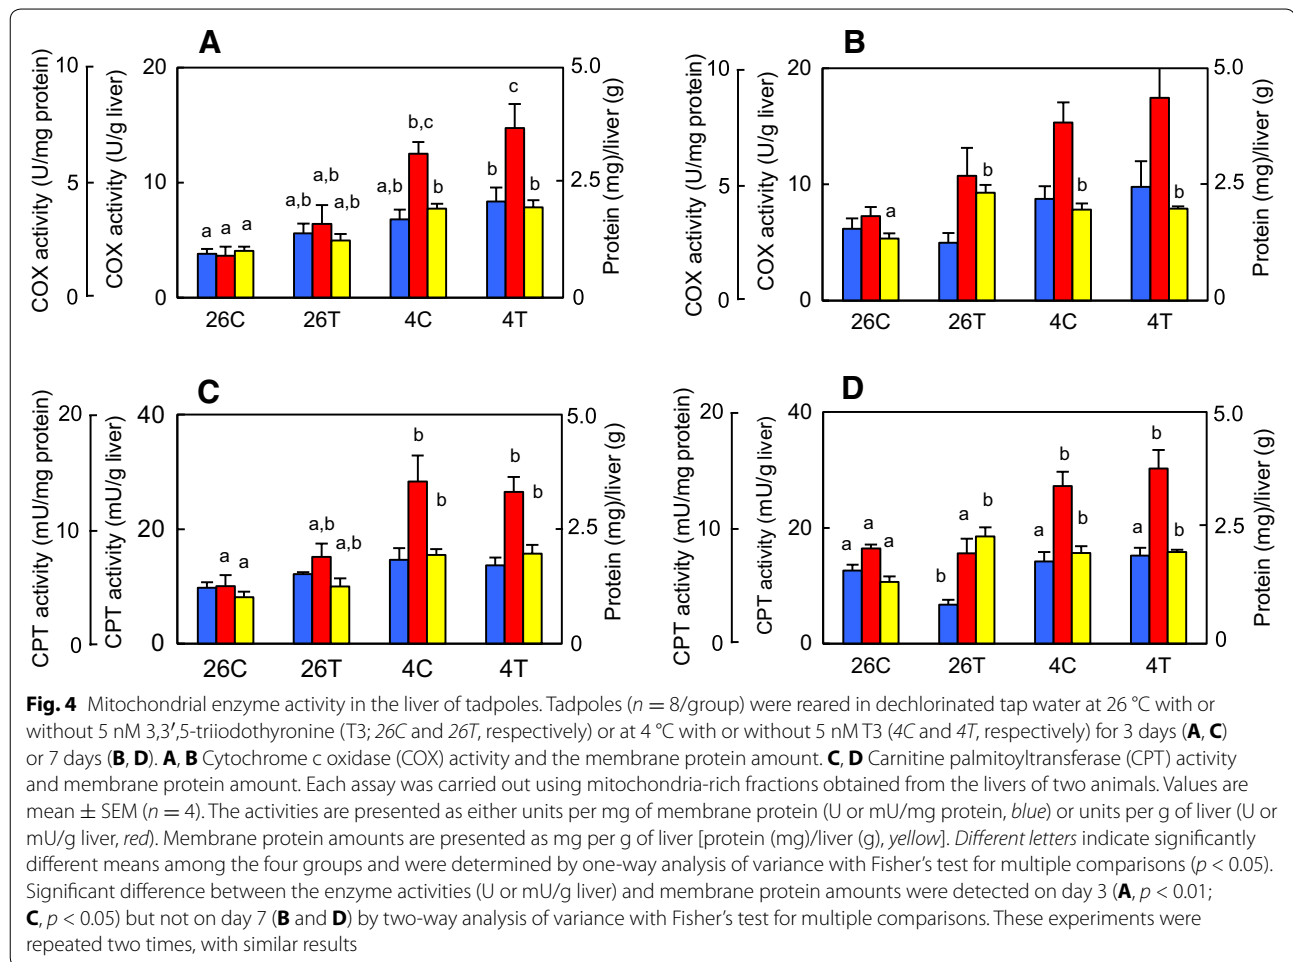 A
B
COX activity (U/mg protein)
10
5
0
COX activity (U/g liver)
20
10
0
a a a
a,b a,b a,b
a,b b,c b
b c b
5.0
2.5
0
Protein (mg)/liver (g)
26C 26T 4C 4T
COX activity (U/mg protein)
10
5
0
COX activity (U/g liver)
20
10
0
a
b
b
b
5.0
2.5
0
Protein (mg)/liver (g)
26C 26T 4C 4T
C
D
CPT activity (mU/mg protein)
20
10
0
CPT activity (mU/g liver)
40
20
0
a a
a,b a,b
b b
b b
5.0
2.5
0
Protein (mg)/liver (g)
26C 26T 4C 4T
CPT activity (mU/mg protein)
20
10
0
CPT activity (mU/g liver)
40
20
0
a a a
b a b
a b b
a b b
5.0
2.5
0
Protein (mg)/liver (g)
26C 26T 4C 4T
Fig. 4 Mitochondrial enzyme activity in the liver of tadpoles. Tadpoles (n = 8/group) were reared in dechlorinated tap water at 26 °C with or
without 5 nM 3,3′,5-triiodothyronine (T3; 26C and 26T, respectively) or at 4 °C with or without 5 nM T3 (4C and 4T, respectively) for 3 days (A, C)
or 7 days (B, D). A, B Cytochrome c oxidase (COX) activity and the membrane protein amount. C, D Carnitine palmitoyltransferase (CPT) activity
and membrane protein amount. Each assay was carried out using mitochondria-rich fractions obtained from the livers of two animals. Values are
mean ± SEM (n = 4). The activities are presented as either units per mg of membrane protein (U or mU/mg protein, blue) or units per g of liver (U or
mU/g liver, red). Membrane protein amounts are presented as mg per g of liver [protein (mg)/liver (g), yellow]. Different letters indicate significantly
different means among the four groups and were determined by one-way analysis of variance with Fisher's test for multiple comparisons (p < 0.05).
Significant difference between the enzyme activities (U or mU/g liver) and membrane protein amounts were detected on day 3 (A, p < 0.01;
C, p < 0.05) but not on day 7 (B and D) by two-way analysis of variance with Fisher's test for multiple comparisons. These experiments were
repeated two times, with similar results